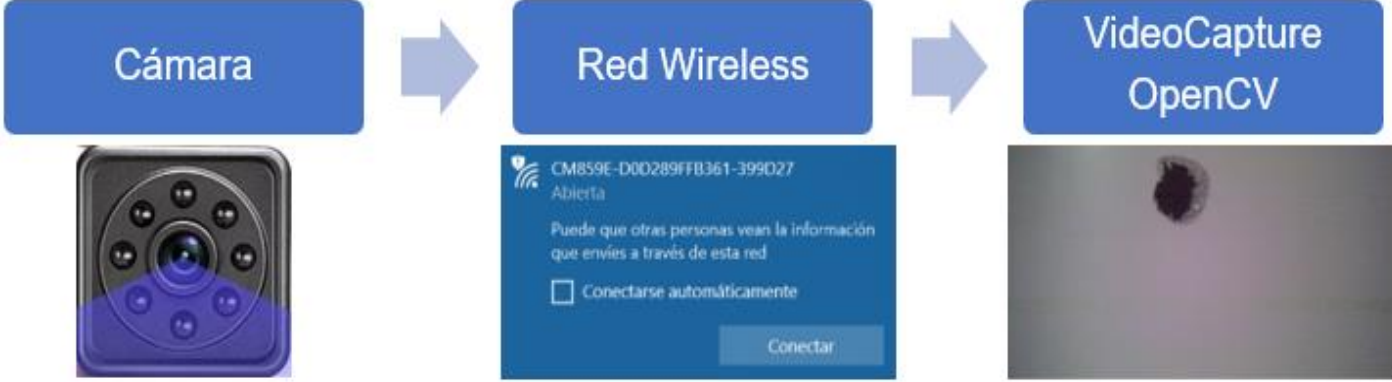 Cámara
Red Wireless
VideoCapture
OpenCV
CM859E-D0D289FFB361-399D27
Abierta
Puede que otras personas vean la información
que envíes a través de esta red
Conectarse automáticamente
Conectar